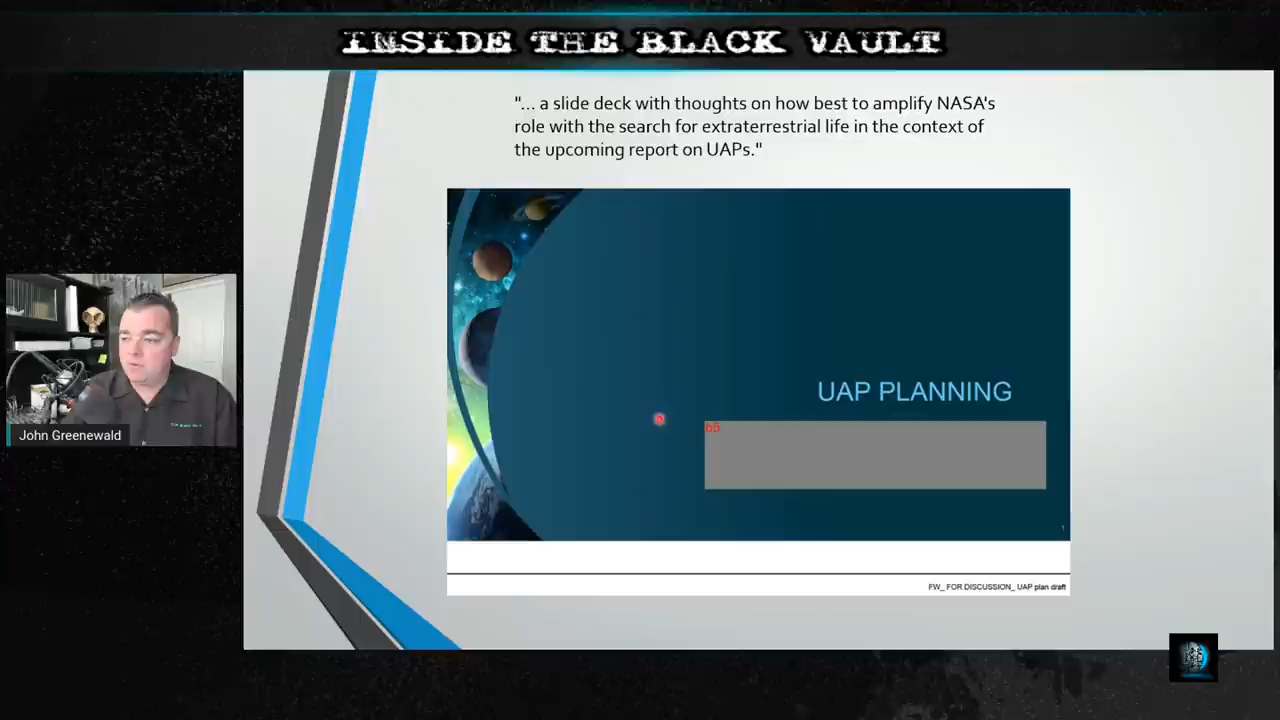 INSIDE THE BLACK VAULT
"... a slide deck with thoughts on how best to amplify NASA's
role with the search for extraterrestrial life in the context of
the upcoming report on UAPs."
UAP PLANNING
b5
1
FW_ FOR DISCUSSION_ UAP plan draft
John Greenewald